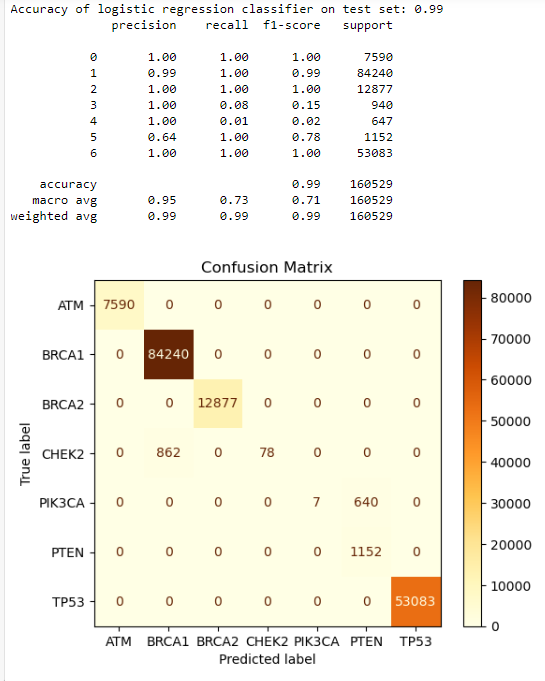 Accuracy of logistic regression classifier on test set: 0.99
precision recall f1-score support
0 1.00 1.00 1.00 7590
1 0.99 1.00 0.99 84240
2 1.00 1.00 1.00 12877
3 1.00 0.08 0.15 940
4 1.00 0.01 0.02 647
5 0.64 1.00 0.78 1152
6 1.00 1.00 1.00 53083
accuracy 0.99 160529
macro avg 0.95 0.73 0.71 160529
weighted avg 0.99 0.99 0.99 160529
Confusion Matrix
ATM 7590 0 0 0 0 0 0
BRCA1 0 84240 0 0 0 0 0
BRCA2 0 0 12877 0 0 0 0
CHEK2 0 862 0 78 0 0 0
PIK3CA 0 0 0 0 7 640 0
PTEN 0 0 0 0 0 1152 0
TP53 0 0 0 0 0 0 53083
ATM BRCA1 BRCA2 CHEK2 PIK3CA PTEN TP53
Predicted label
True label
80000
70000
60000
50000
40000
30000
20000
10000
0